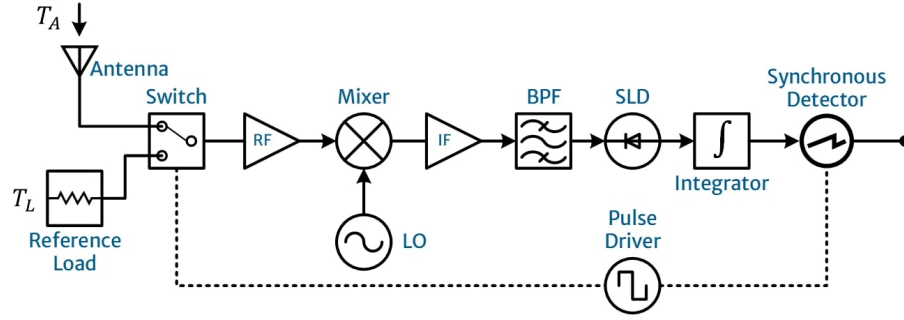 T_A
Antenna
Switch
RF
Mixer
IF
BPF
SLD
Synchronous
Detector
∫
Integrator
T_L
Reference
Load
LO
Pulse
Driver